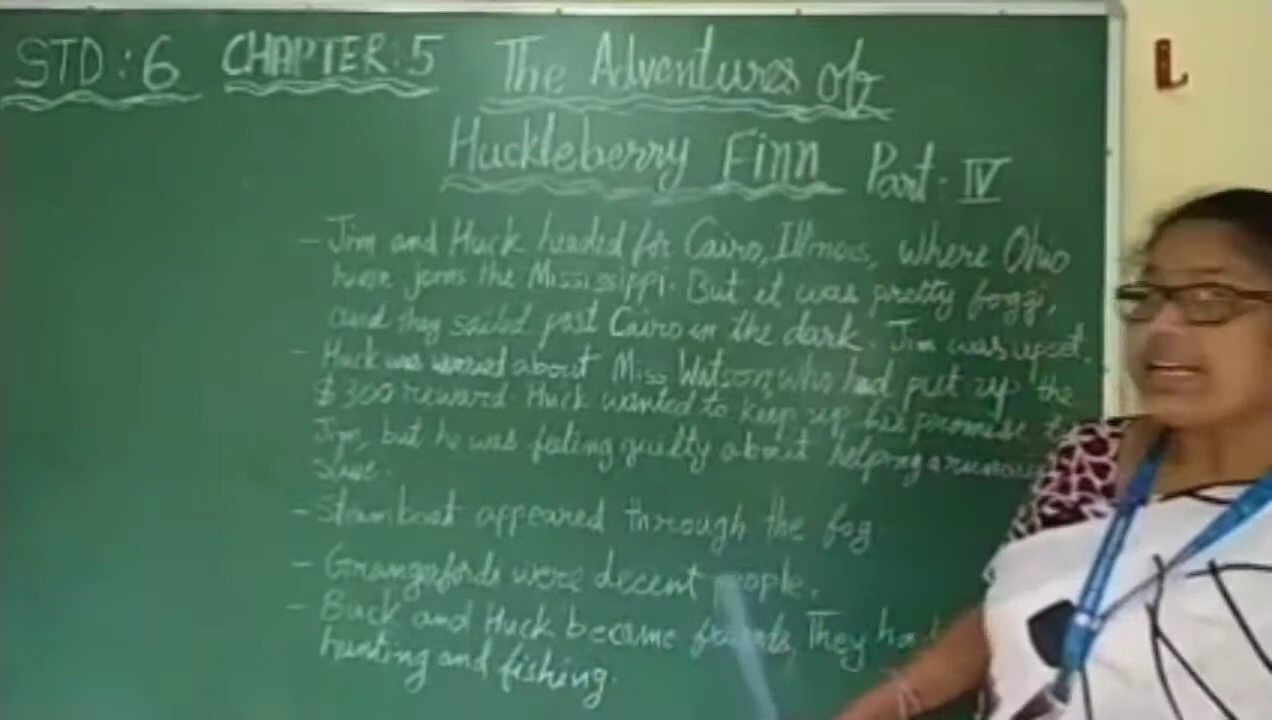 STD: 6 CHAPTER: 5 The Adventures of
Huckleberry Finn Part - IV
- Jim and Huck headed for Cairo, Illinois, where Ohio
joins the Mississippi. But it was pretty foggy,
and they sailed past Cairo in the dark. Jim was upset.
- Huck was worried about Miss Watson, who had put up the
$300 reward. Huck wanted to keep up his promise
Jim, but he was feling guilty about helping a runaway
slave.
- Steamboat appeared through the fog.
- Grangefords were decent people.
- Buck and Huck became friends, They had
hunting and fishing.